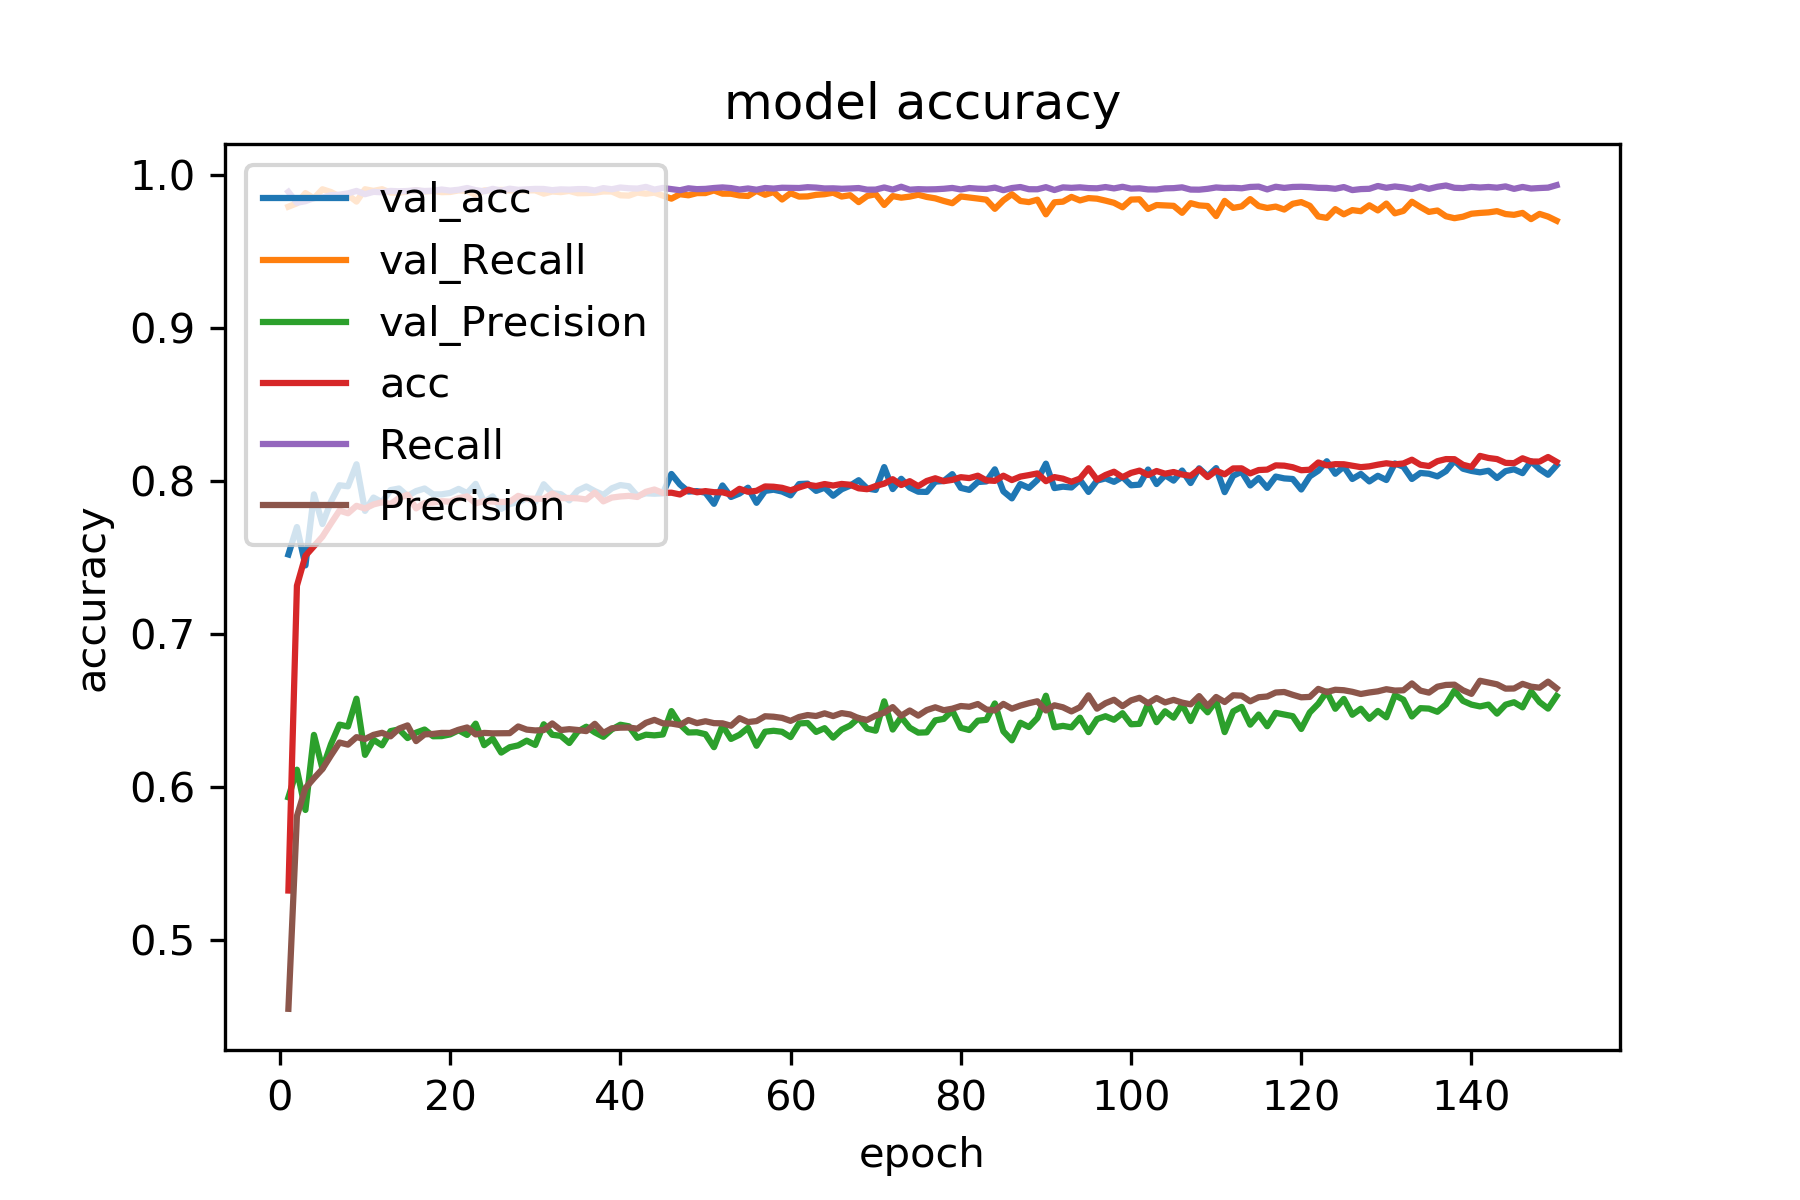 model accuracy
accuracy
1.0
0.9
0.8
0.7
0.6
0.5
val_acc
val_Recall
val_Precision
acc
Recall
Precision
0 20 40 60 80 100 120 140
epoch